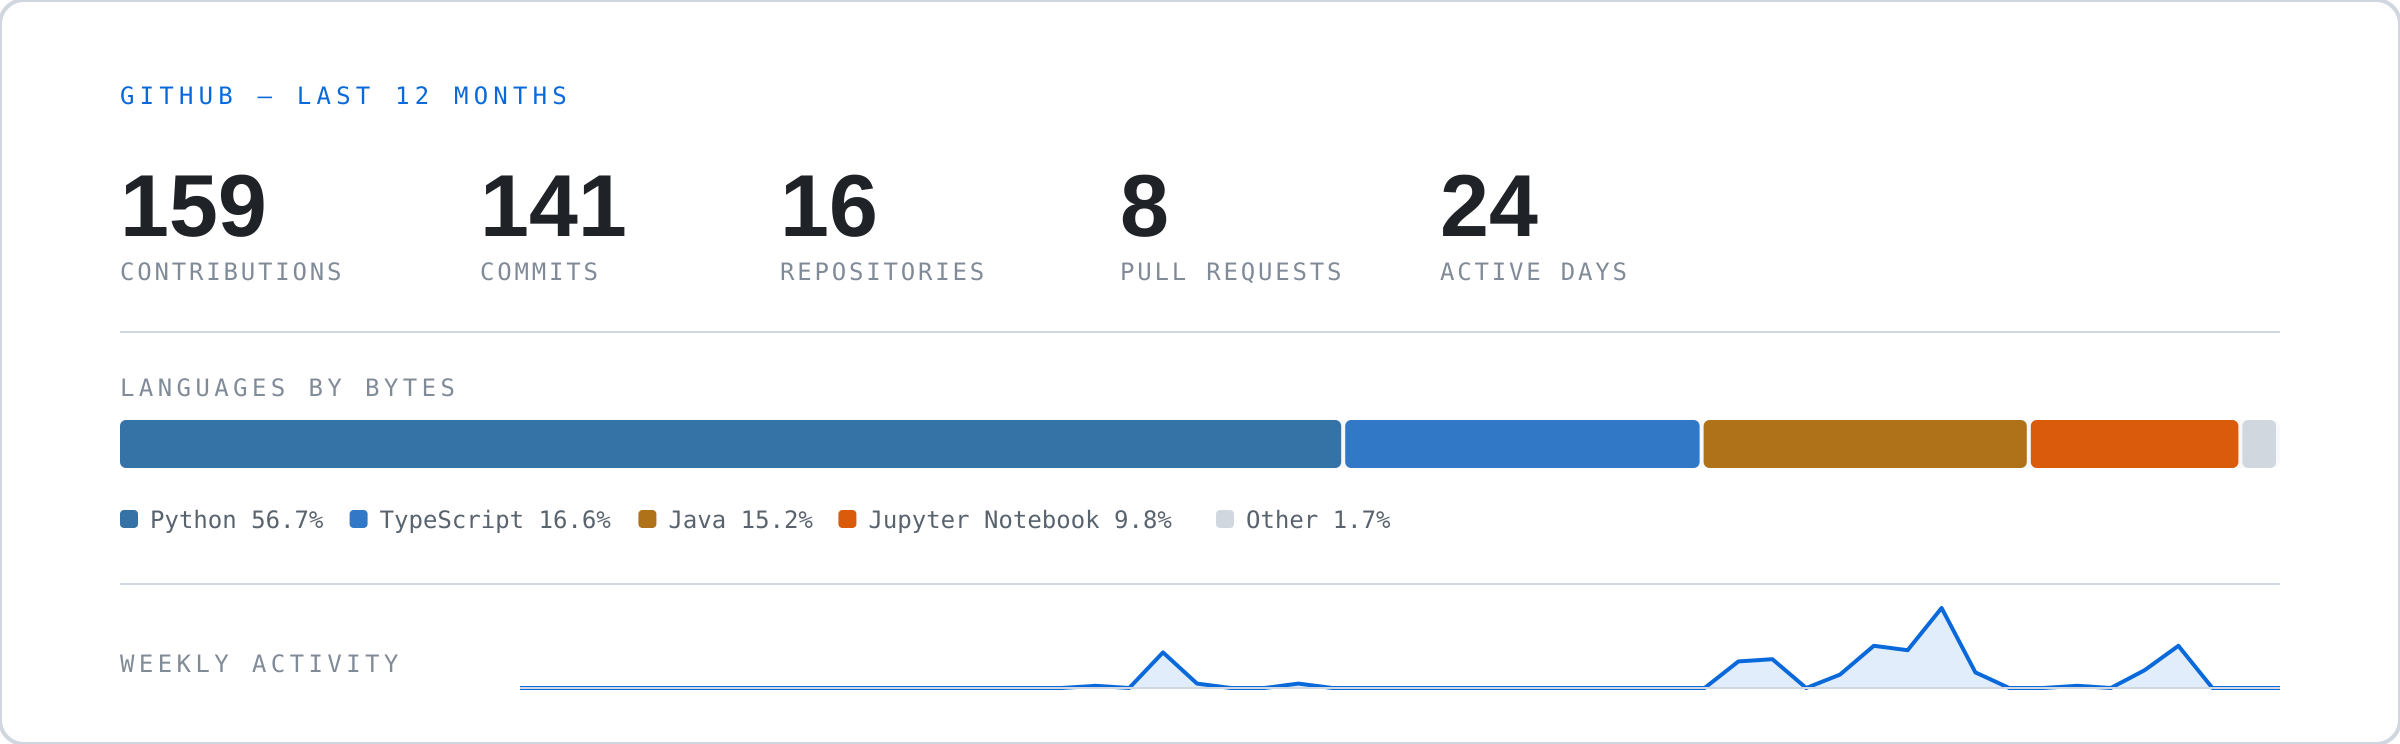 GITHUB — LAST 12 MONTHS
159 141 16 8 24
CONTRIBUTIONS COMMITS REPOSITORIES PULL REQUESTS ACTIVE DAYS
LANGUAGES BY BYTES
Python 56.7% TypeScript 16.6% Java 15.2% Jupyter Notebook 9.8% Other 1.7%
WEEKLY ACTIVITY